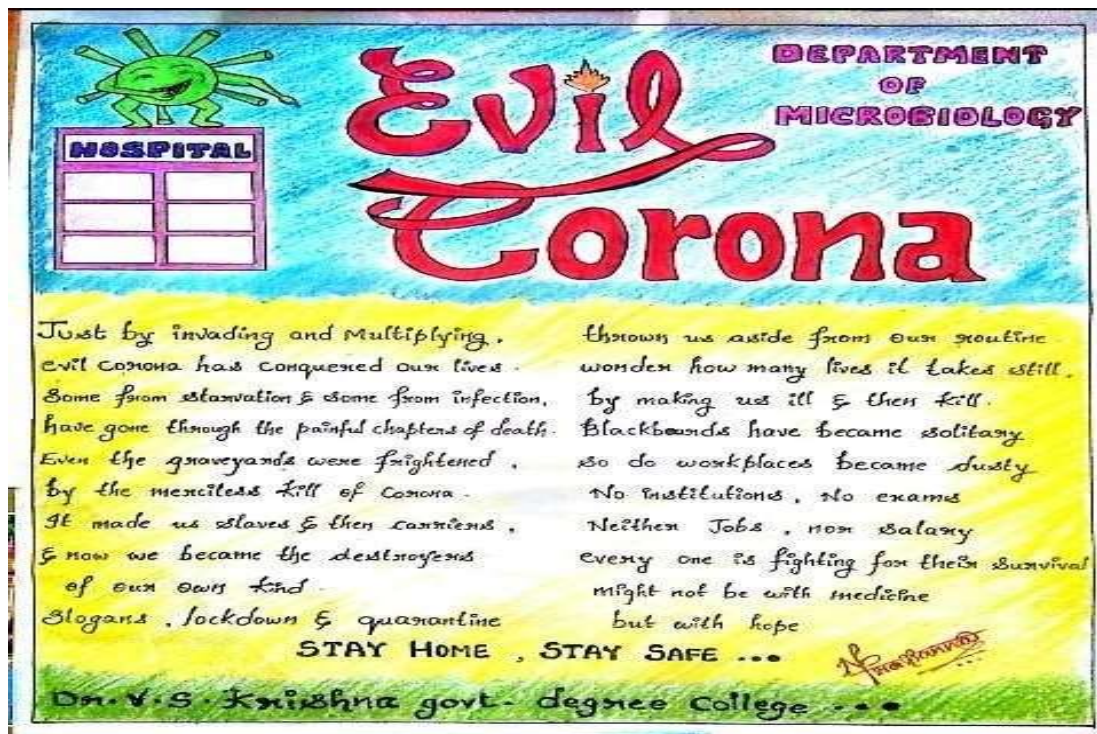 Evil
Corona
DEPARTMENT
OF
MICROBIOLOGY
HOSPITAL
Just by invading and Multiplying,
evil corona has conquered our lives.
Some from starvation & some from infection,
have gone through the painful chapters of death.
Even the graveyards were frightened,
by the merciless kill of Corona.
It made us slaves & then carriers,
& now we became the destroyers
of our own kind.
Slogans, lockdown & quarantine
thrown us aside from our routine
wonder how many lives it takes still,
by making us ill & then kill.
Blackboards have became solitary
so do workplaces became dusty
No institutions, No exams
Neither Jobs, nor salary
every one is fighting for their survival
might not be with medicine
but with hope
STAY HOME, STAY SAFE ...
Dr. V. S. Krishna govt. degree College ...